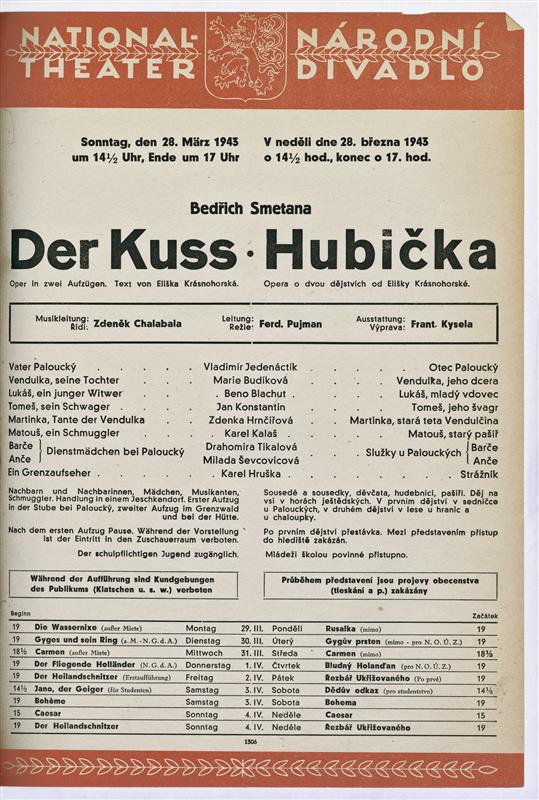 NATIONAL-THEATER
NÁRODNÍ DIVADLO
Sonntag, den 28. März 1943
um 14½ Uhr, Ende um 17 Uhr
V neděli dne 28. března 1943
o 14½ hod., konec o 17. hod.
Bedřich Smetana
Der Kuss · Hubička
Oper in zwei Aufzügen. Text von Eliška Krásnohorská.
Opera o dvou dějstvích od Elišky Krásnohorské.
Musikleitung: Řídí: Zdeněk Chalabala
Leitung: Režie: Ferd. Pujman
Ausstattung: Výprava: Frant. Kysela
Vater Paloucký . . . . . Vladimír Jedenáctík . . . . . Otec Paloucký
Vendulka, seine Tochter . . . . Marie Budíková . . . . Vendulka, jeho dcera
Lukáš, ein junger Witwer . . . . Beno Blachut . . . . Lukáš, mladý vdovec
Tomeš, sein Schwager . . . . Jan Konstantin . . . . Tomeš, jeho švagr
Martinka, Tante der Vendulka . . Zdenka Hrnčířová . . Martinka, stará teta Vendulčina
Matouš, ein Schmuggler . . . . Karel Kalaš . . . . Matouš, starý pašíř
Barče } Dienstmädchen bei Paloucký . . Drahomíra Tikalová . . Služky u Palouckých { Barče
Anče } Milada Ševcovicová { Anče
Ein Grenzaufseher . . . . Karel Hruška . . . . Strážník
Nachbarn und Nachbarinnen, Mädchen, Musikanten,
Schmuggler. Handlung in einem Jeschkendorf. Erster Aufzug
in der Stube bei Paloucký, zweiter Aufzug im Grenzwald
und bei der Hütte.
Nach dem ersten Aufzug Pause. Während der Vorstellung
ist der Eintritt in den Zuschauerraum verboten.
Der schulpflichtigen Jugend zugänglich.
Sousedé a sousedky, děvčata, hudebníci, pašíři. Děj na
vsi v horách ještědských. V prvním dějství v sedničce
u Palouckých, v druhém dějství v lese u hranic a
u chaloupky.
Po prvním dějství přestávka. Mezi představením přístup
do hlediště zakázán.
Mládeži školou povinné přístupno.
Während der Aufführung sind Kundgebungen
des Publikums (Klatschen u. s. w.) verboten
Průběhem představení jsou projevy obecenstva
(tleskání a p.) zakázány
Beginn Začátek
19 Die Wassernixe (außer Miete) Montag 29. III. Pondělí Rusalka (mimo) 19
19 Gyges und sein Ring (a. M. - N. G. d. A.) Dienstag 30. III. Úterý Gygův prsten (mimo - pro N. O. Ú. Z.) 19
18½ Carmen (außer Miete) Mittwoch 31. III. Středa Carmen (mimo) 18½
19 Der Fliegende Holländer (N. G. d. A.) Donnerstag 1. IV. Čtvrtek Bludný Holanďan (pro N. O. Ú. Z.) 19
19 Der Heilandschnitzer (Erstaufführung) Freitag 2. IV. Pátek Řezbář Ukřižovaného (Po prvé) 19
14½ Jano, der Geiger (für Studenten) Samstag 3. IV. Sobota Dědův odkaz (pro studentstvo) 14½
19 Bohème Samstag 3. IV. Sobota Bohema 19
15 Caesar Sonntag 4. IV. Neděle Caesar 15
19 Der Heilandschnitzer Sonntag 4. IV. Neděle Řezbář Ukřižovaného 19
1306